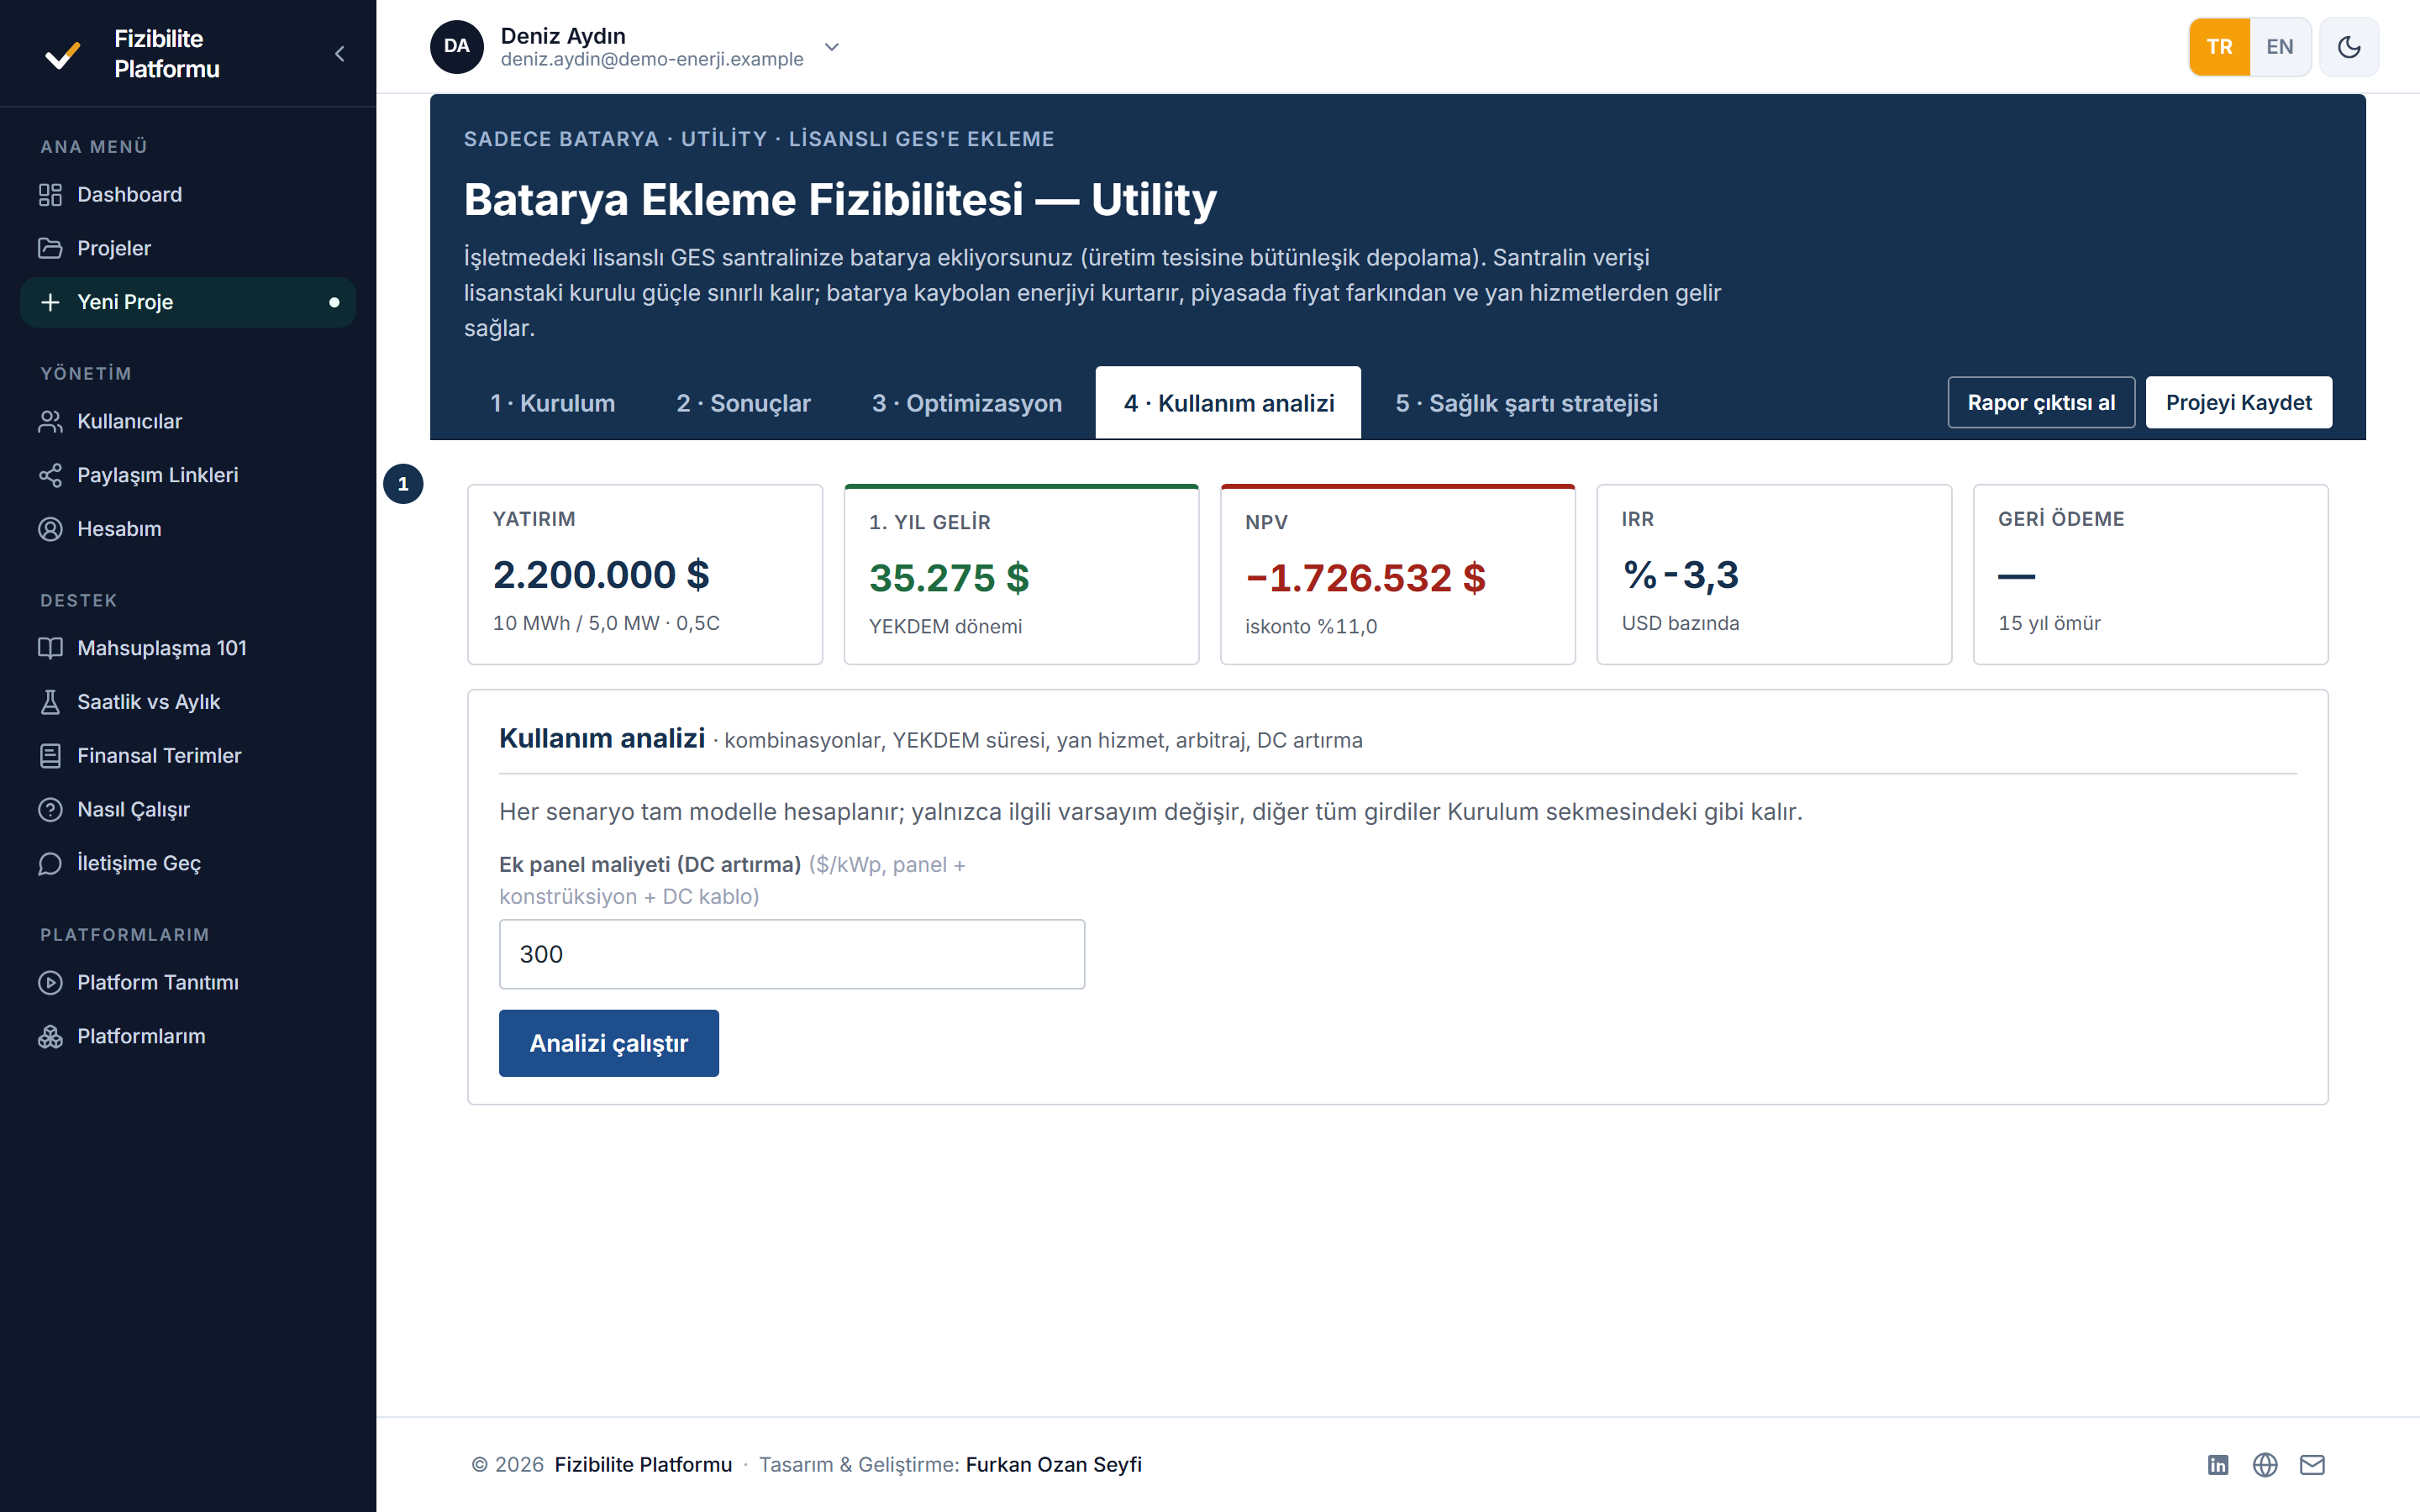 Fizibilite
Platformu
ANA MENÜ
Dashboard
Projeler
Yeni Proje
YÖNETİM
Kullanıcılar
Paylaşım Linkleri
Hesabım
DESTEK
Mahsuplaşma 101
Saatlik vs Aylık
Finansal Terimler
Nasıl Çalışır
İletişime Geç
PLATFORMLARIM
Platform Tanıtımı
Platformlarım
DA
Deniz Aydın
deniz.aydin@demo-enerji.example
TR
EN
SADECE BATARYA · UTİLİTY · LİSANSLI GES'E EKLEME
Batarya Ekleme Fizibilitesi — Utility
İşletmedeki lisanslı GES santralinize batarya ekliyorsunuz (üretim tesisine bütünleşik depolama). Santralin verişi
lisanstaki kurulu güçle sınırlı kalır; batarya kaybolan enerjiyi kurtarır, piyasada fiyat farkından ve yan hizmetlerden gelir
sağlar.
1 · Kurulum
2 · Sonuçlar
3 · Optimizasyon
4 · Kullanım analizi
5 · Sağlık şartı stratejisi
Rapor çıktısı al
Projeyi Kaydet
1
YATIRIM
2.200.000 $
10 MWh / 5,0 MW · 0,5C
1. YIL GELİR
35.275 $
YEKDEM dönemi
NPV
−1.726.532 $
iskonto %11,0
IRR
%-3,3
USD bazında
GERİ ÖDEME
—
15 yıl ömür
Kullanım analizi · kombinasyonlar, YEKDEM süresi, yan hizmet, arbitraj, DC artırma
Her senaryo tam modelle hesaplanır; yalnızca ilgili varsayım değişir, diğer tüm girdiler Kurulum sekmesindeki gibi kalır.
Ek panel maliyeti (DC artırma) ($/kWp, panel +
konstrüksiyon + DC kablo)
300
Analizi çalıştır
© 2026 Fizibilite Platformu · Tasarım & Geliştirme: Furkan Ozan Seyfi
in